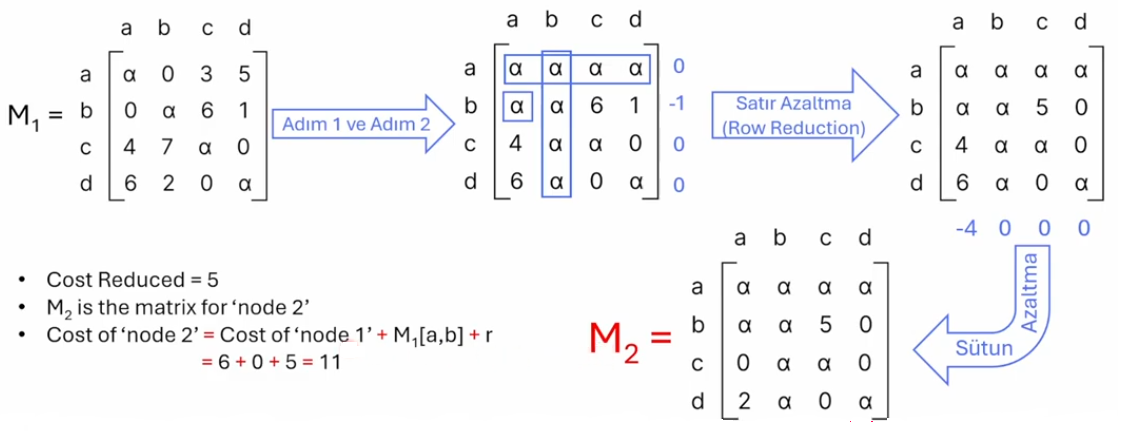 a b c d
a α 0 3 5
M1 = b 0 α 6 1
c 4 7 α 0
d 6 2 0 α
Adım 1 ve Adım 2
a b c d
a α α α α 0
b α α 6 1 -1
c 4 α α 0 0
d 6 α 0 α 0
Satır Azaltma
(Row Reduction)
a b c d
a α α α α
b α α 5 0
c 4 α α 0
d 6 α 0 α
-4 0 0 0
Sütun
Azaltma
a b c d
a α α α α
M2 = b α α 5 0
c 0 α α 0
d 2 α 0 α
• Cost Reduced = 5
• M2 is the matrix for ‘node 2’
• Cost of ‘node 2’ = Cost of ‘node 1’ + M1[a,b] + r
= 6 + 0 + 5 = 11